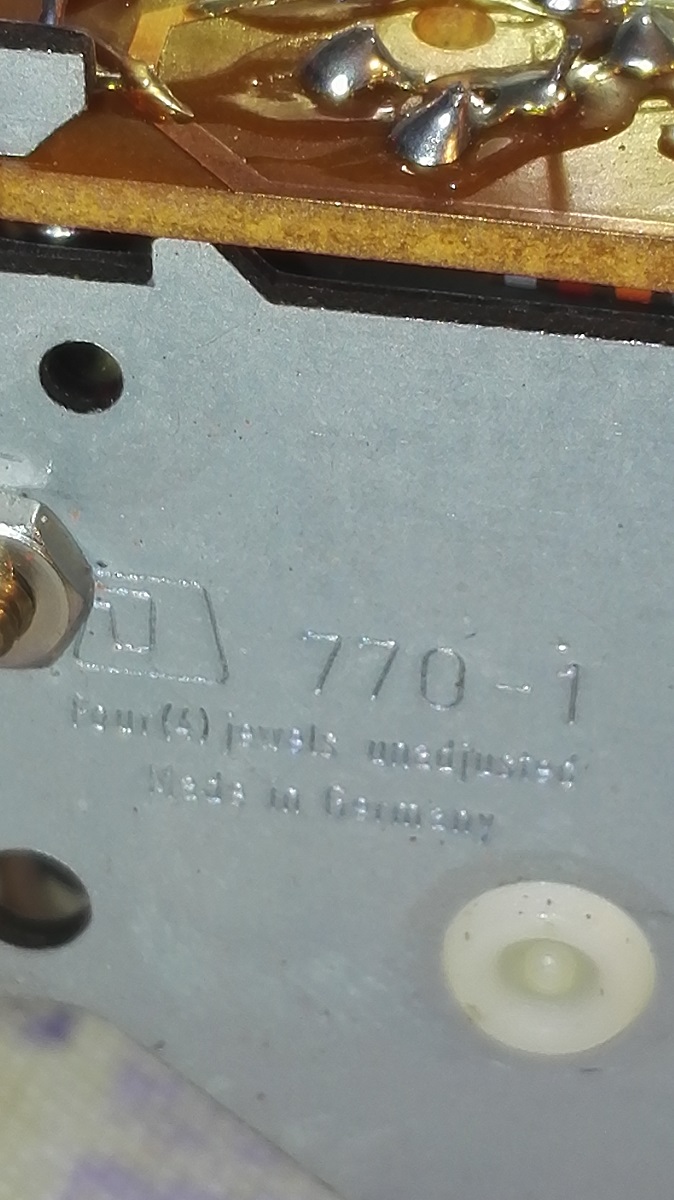 770-1
Four(4) jewels unadjusted
Made in Germany